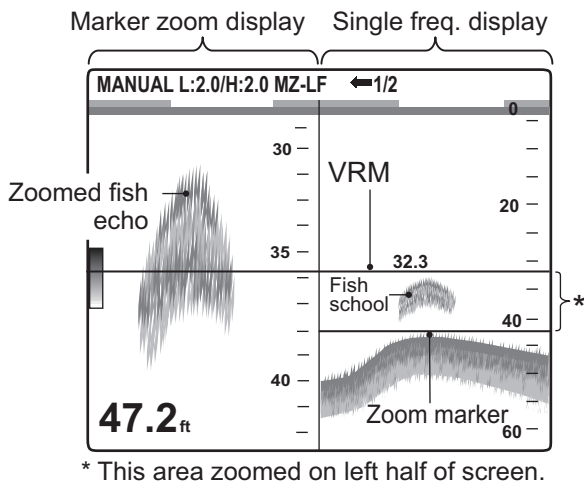 Marker zoom display
Single freq. display
MANUAL L:2.0/H:2.0 MZ-LF 1/2
0
30
VRM
Zoomed fish
echo
20
35
32.3
Fish
school
*
40
40
47.2ft
Zoom marker
60
* This area zoomed on left half of screen.